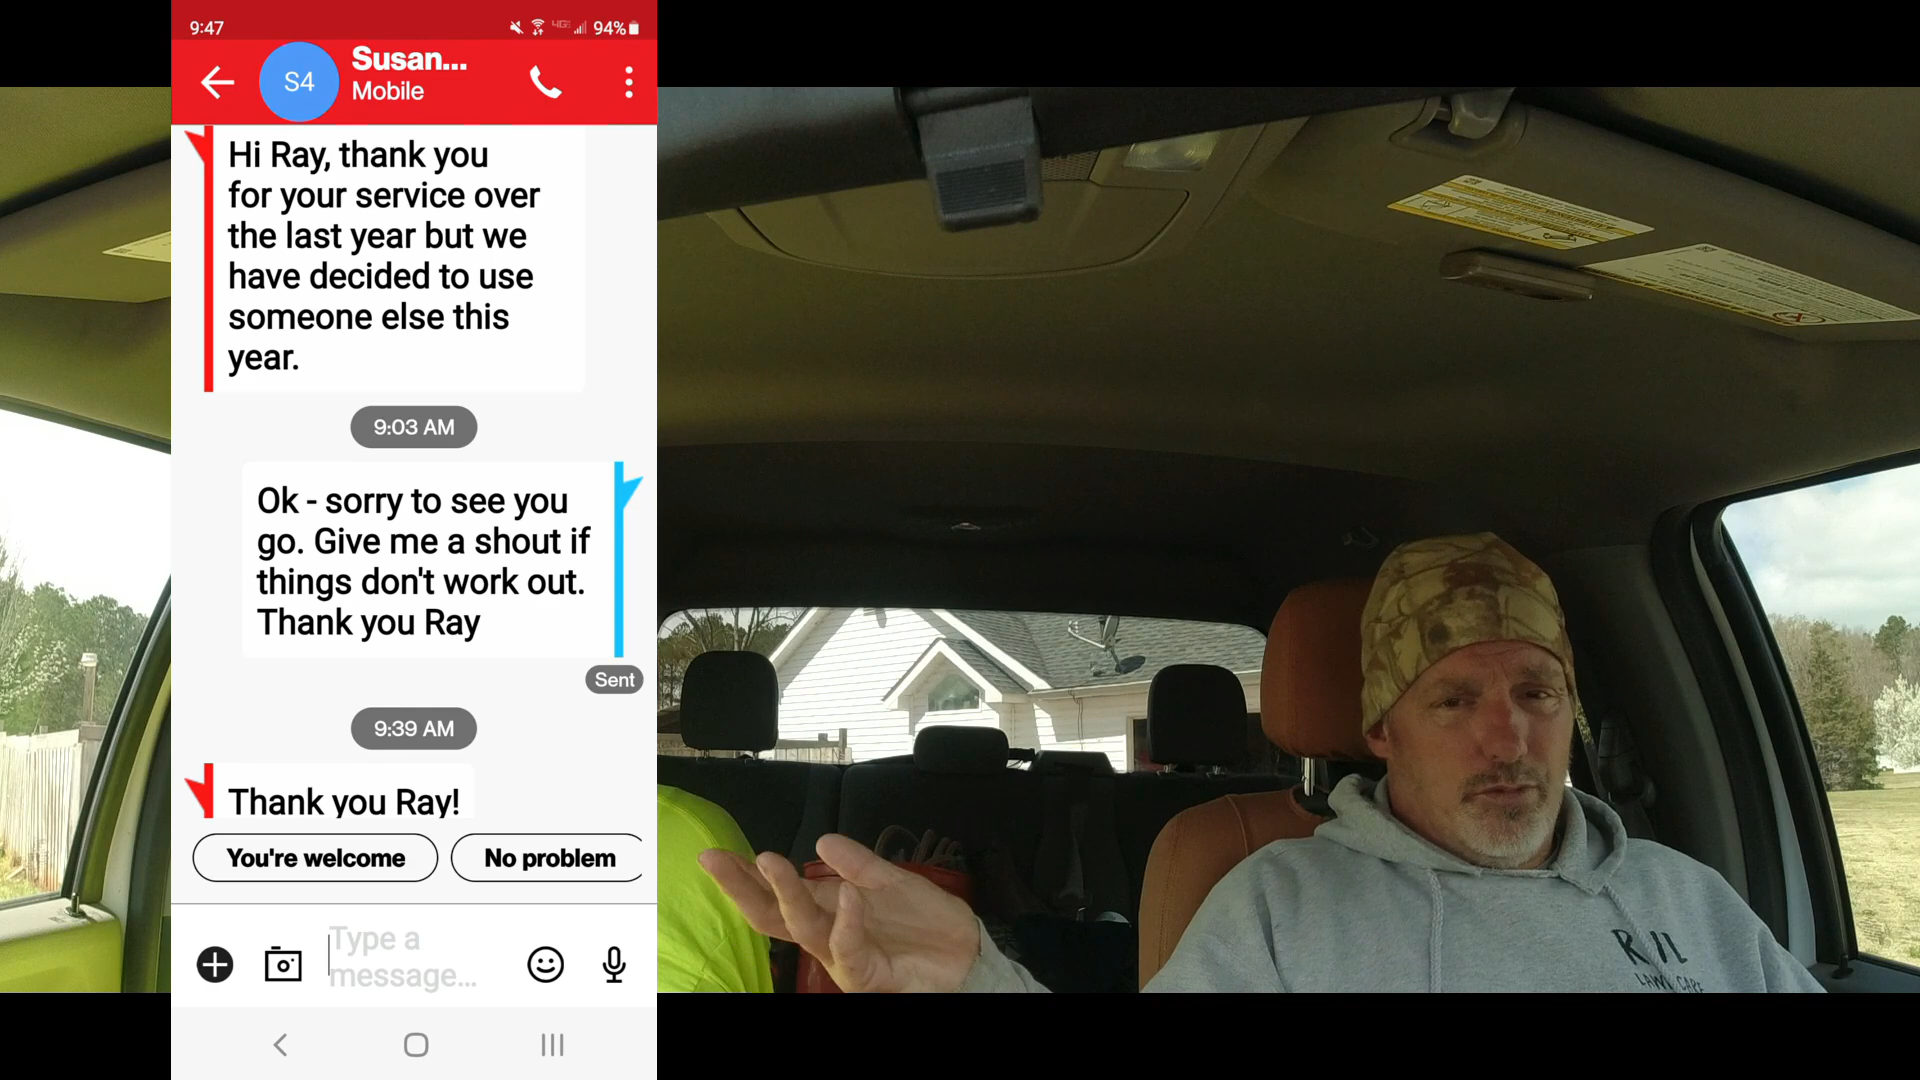 9:47
94%
Susan...
S4
Mobile
Hi Ray, thank you
for your service over
the last year but we
have decided to use
someone else this
year.
9:03 AM
Ok - sorry to see you
go. Give me a shout if
things don't work out.
Thank you Ray
Sent
9:39 AM
Thank you Ray!
You're welcome
No problem
Type a
message...
LAWN CARE